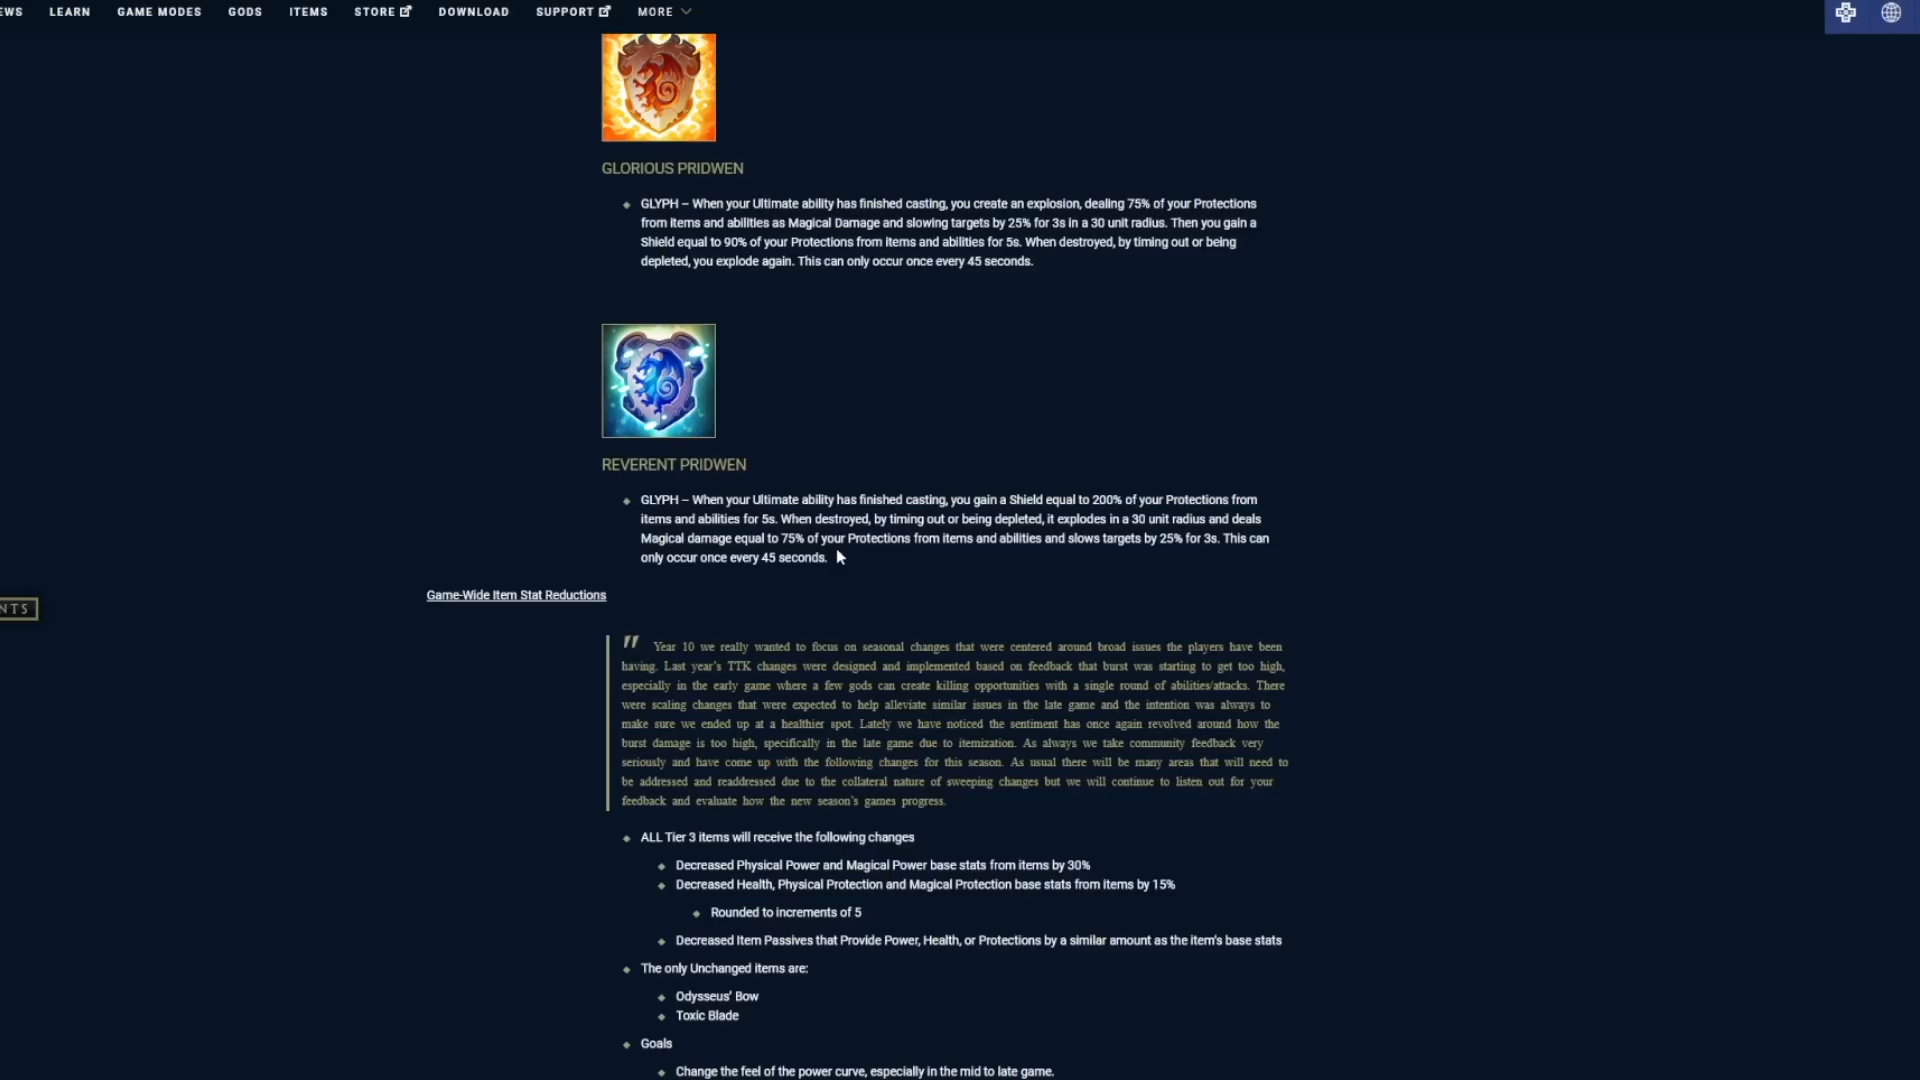 EWS LEARN GAME MODES GODS ITEMS STORE DOWNLOAD SUPPORT MORE
GLORIOUS PRIDWEN
GLYPH – When your Ultimate ability has finished casting, you create an explosion, dealing 75% of your Protections
from items and abilities as Magical Damage and slowing targets by 25% for 3s in a 30 unit radius. Then you gain a
Shield equal to 90% of your Protections from items and abilities for 5s. When destroyed, by timing out or being
depleted, you explode again. This can only occur once every 45 seconds.
REVERENT PRIDWEN
GLYPH – When your Ultimate ability has finished casting, you gain a Shield equal to 200% of your Protections from
items and abilities for 5s. When destroyed, by timing out or being depleted, it explodes in a 30 unit radius and deals
Magical damage equal to 75% of your Protections from items and abilities and slows targets by 25% for 3s. This can
only occur once every 45 seconds.
Game-Wide Item Stat Reductions
NTS
" Year 10 we really wanted to focus on seasonal changes that were centered around broad issues the players have been
having. Last year's TTK changes were designed and implemented based on feedback that burst was starting to get too high,
especially in the early game where a few gods can create killing opportunities with a single round of abilities/attacks. There
were scaling changes that were expected to help alleviate similar issues in the late game and the intention was always to
make sure we ended up at a healthier spot. Lately we have noticed the sentiment has once again revolved around how the
burst damage is too high, specifically in the late game due to itemization. As always we take community feedback very
seriously and have come up with the following changes for this season. As usual there will be many areas that will need to
be addressed and readdressed due to the collateral nature of sweeping changes but we will continue to listen out for your
feedback and evaluate how the new season's games progress.
ALL Tier 3 items will receive the following changes
Decreased Physical Power and Magical Power base stats from items by 30%
Decreased Health, Physical Protection and Magical Protection base stats from items by 15%
Rounded to increments of 5
Decreased Item Passives that Provide Power, Health, or Protections by a similar amount as the item's base stats
The only Unchanged items are:
Odysseus' Bow
Toxic Blade
Goals
Change the feel of the power curve, especially in the mid to late game.